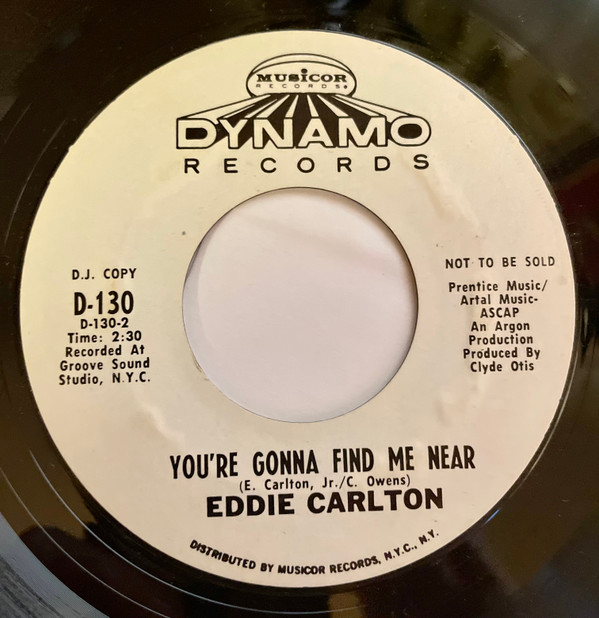 MUSICOR
RECORDS®
DYNAMO
RECORDS
D.J. COPY
D-130
D-130-2
Time: 2:30
Recorded At
Groove Sound
Studio, N.Y.C.
NOT TO BE SOLD
Prentice Music/
Artal Music-
ASCAP
An Argon
Production
Produced By
Clyde Otis
YOU'RE GONNA FIND ME NEAR
(E. Carlton, Jr./C. Owens)
EDDIE CARLTON
DISTRIBUTED BY MUSICOR RECORDS, N.Y.C., N.Y.